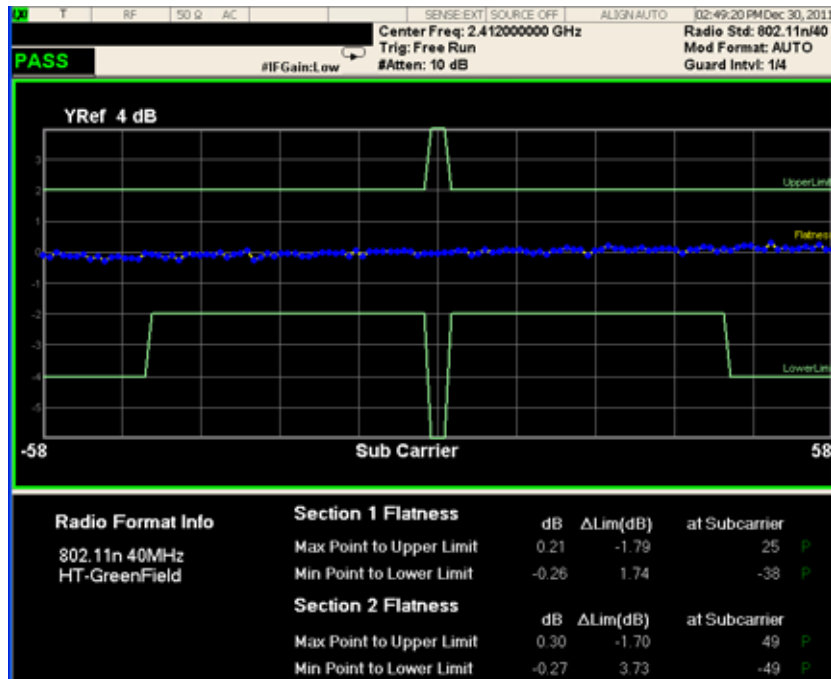 LXI T RF 50 Ω AC SENSE:EXT SOURCE OFF ALIGN AUTO 02:49:20 PM Dec 30, 2011
Center Freq: 2.412000000 GHz Radio Std: 802.11n/40
Trig: Free Run Mod Format: AUTO
PASS #IFGain:Low #Atten: 10 dB Guard Intvl: 1/4
YRef 4 dB
3
2
UpperLimit
1
Flatness
0
-1
-2
-3
-4
LowerLim
-5
-58 Sub Carrier 58
Radio Format Info
802.11n 40MHz
HT-GreenField
Section 1 Flatness dB ΔLim(dB) at Subcarrier
Max Point to Upper Limit 0.21 -1.79 25 P
Min Point to Lower Limit -0.26 1.74 -38 P
Section 2 Flatness dB ΔLim(dB) at Subcarrier
Max Point to Upper Limit 0.30 -1.70 49 P
Min Point to Lower Limit -0.27 3.73 -49 P